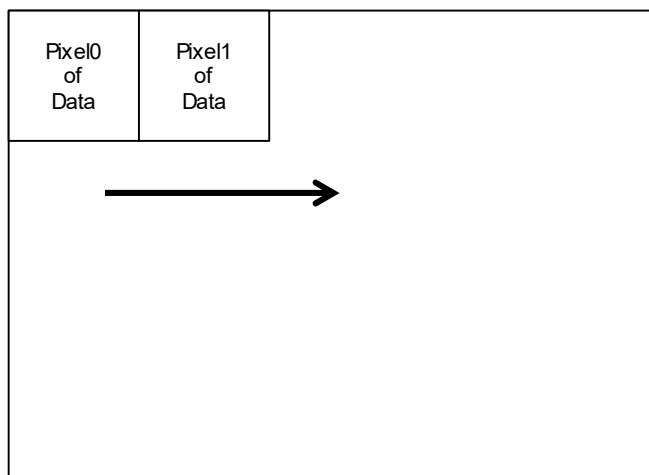 Pixel0
of
Data
Pixel1
of
Data